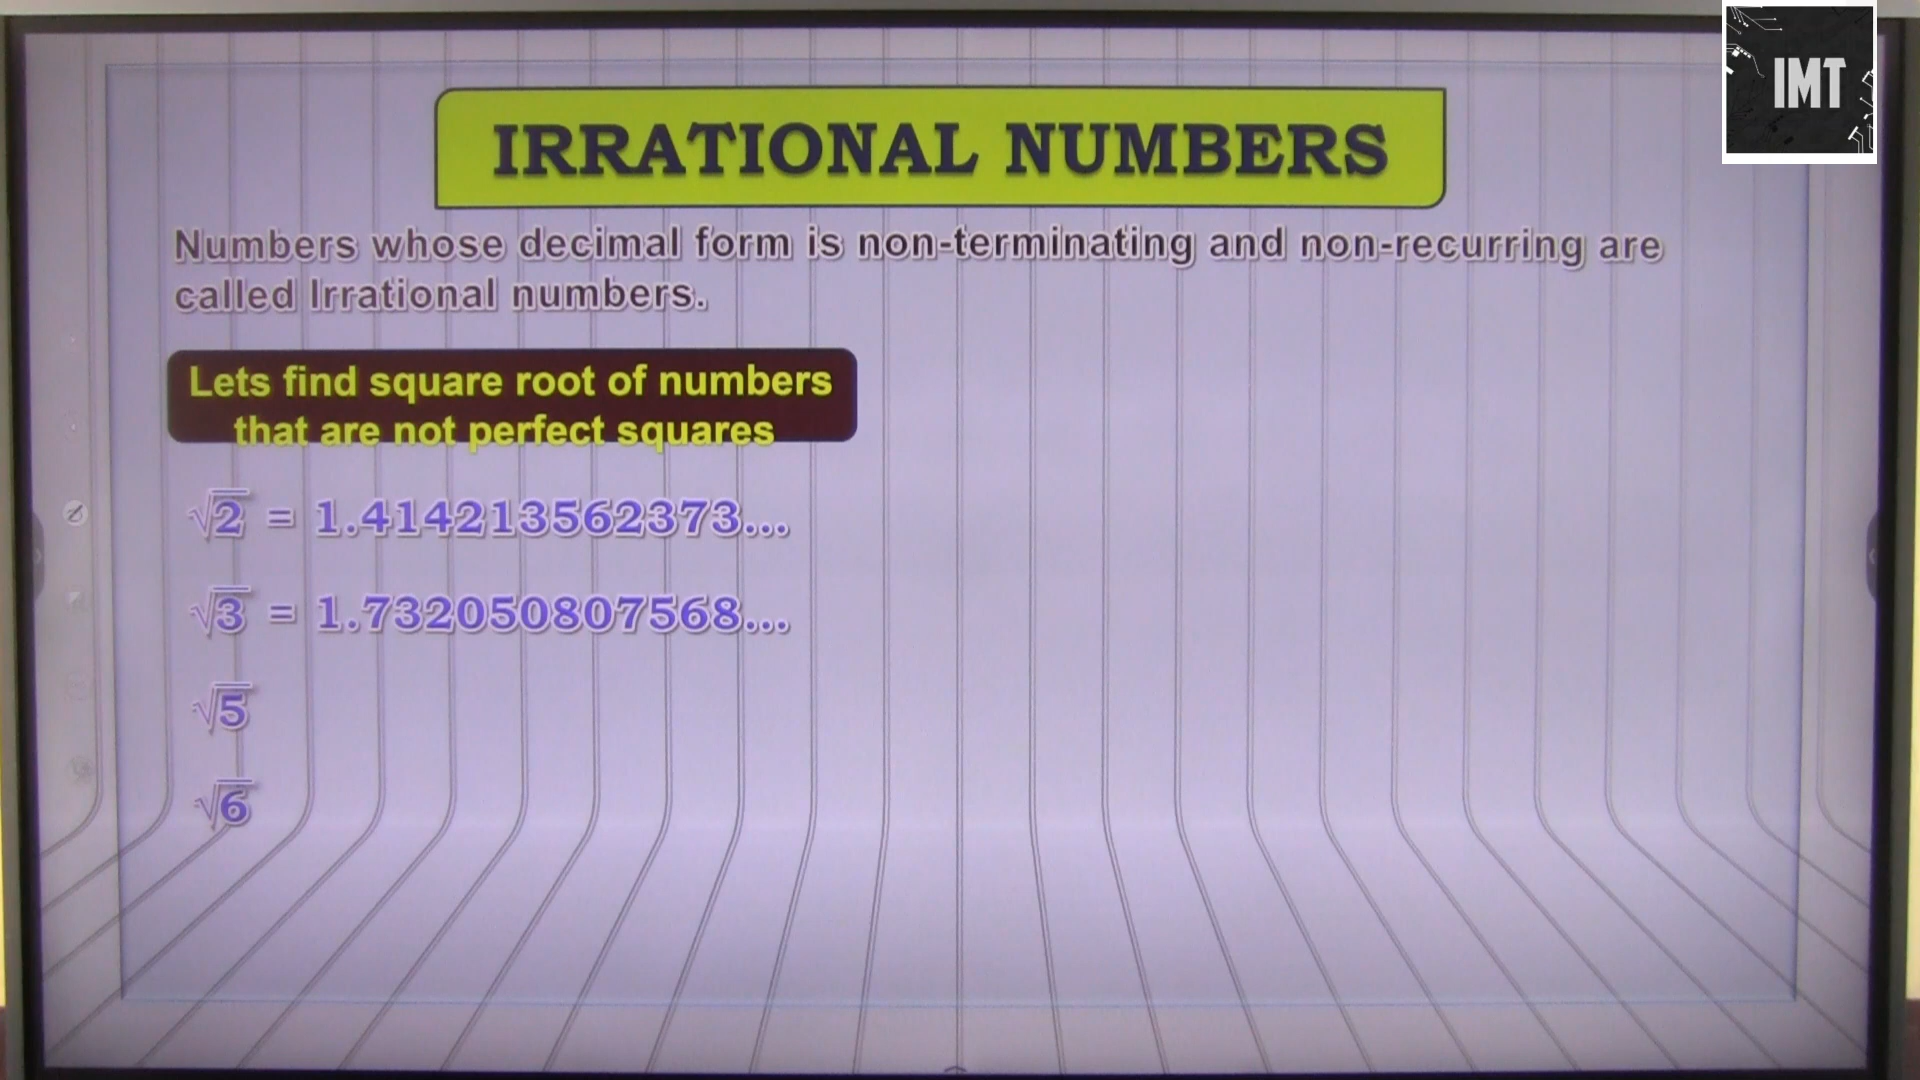 IMT
IRRATIONAL NUMBERS
Numbers whose decimal form is non-terminating and non-recurring are
called Irrational numbers.
Lets find square root of numbers
that are not perfect squares
√2 = 1.414213562373...
√3 = 1.732050807568...
√5
√6